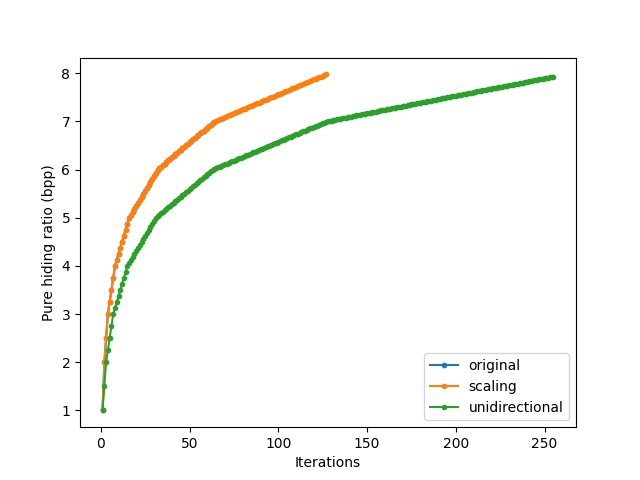 8
7
6
5
4
3
2
1
Pure hiding ratio (bpp)
original
scaling
unidirectional
0 50 100 150 200 250
Iterations